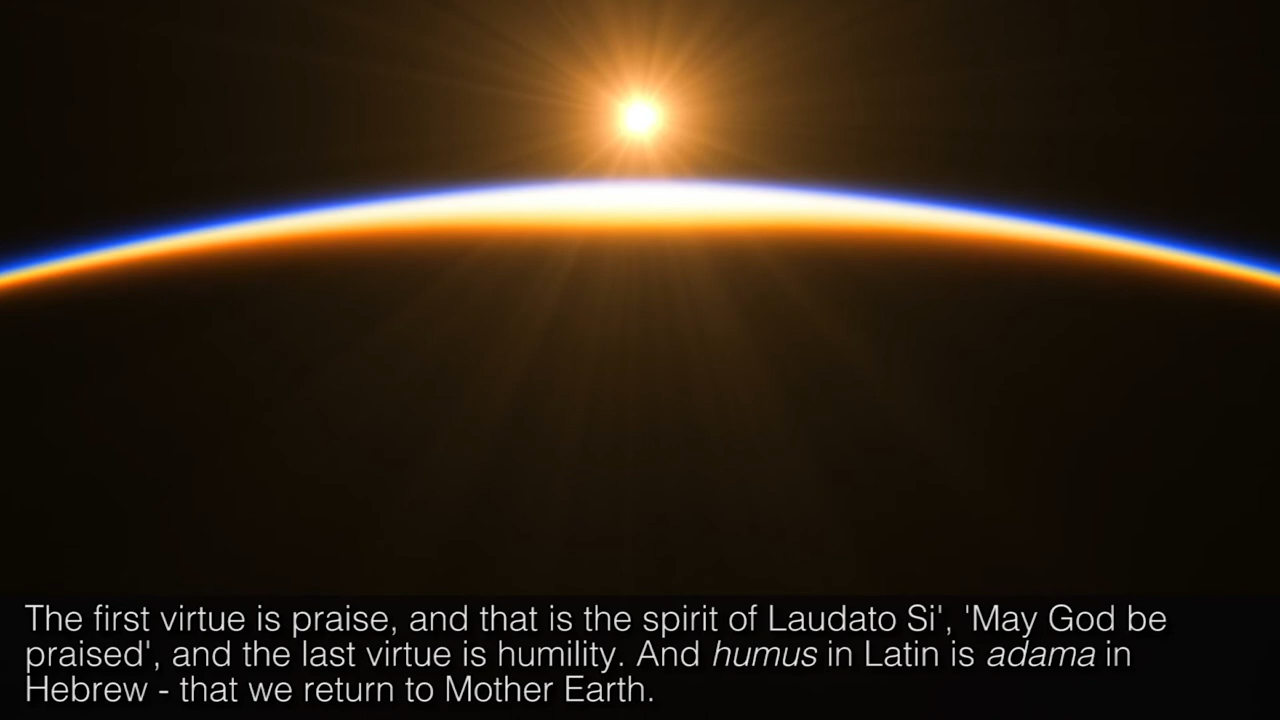 The first virtue is praise, and that is the spirit of Laudato Si', 'May God be
praised', and the last virtue is humility. And humus in Latin is adama in
Hebrew - that we return to Mother Earth.